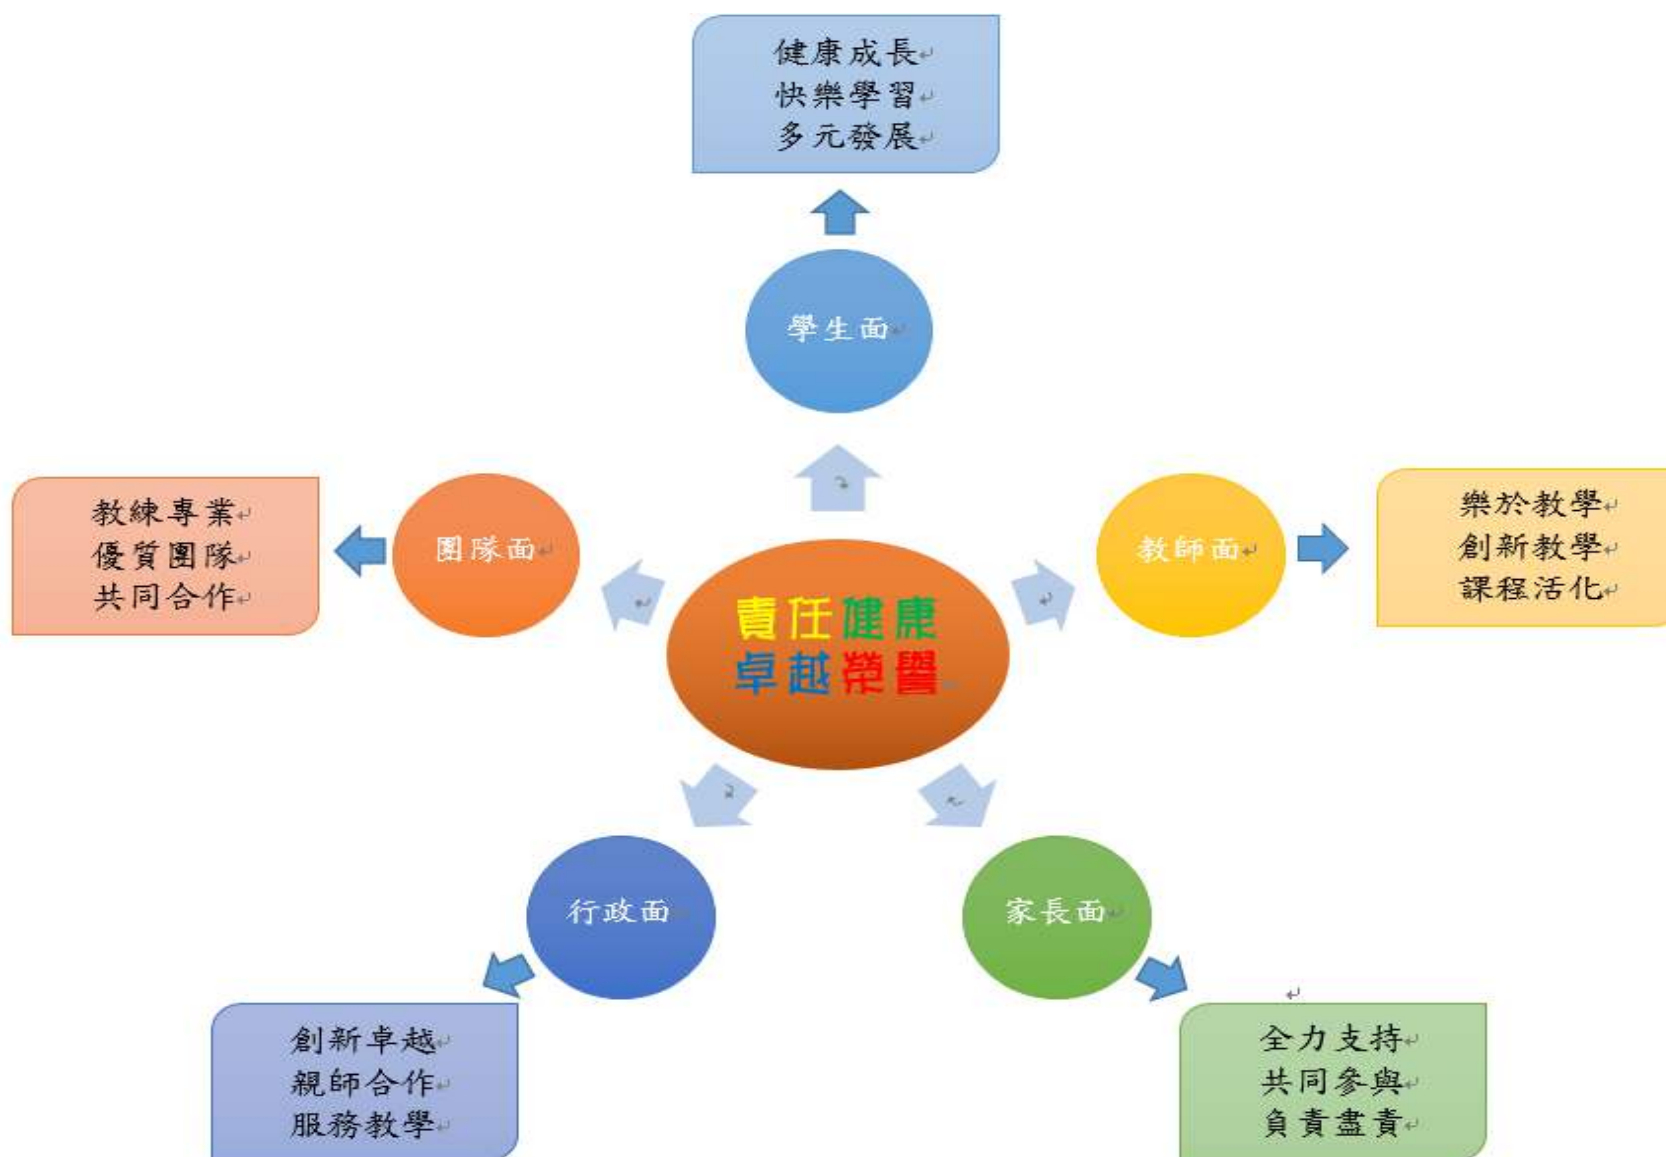 健康成長
快樂學習
多元發展
學生面
教練專業
優質團隊
共同合作
團隊面
教師面
樂於教學
創新教學
課程活化
責任健康
卓越榮譽
行政面
家長面
創新卓越
親師合作
服務教學
全力支持
共同參與
負責盡責